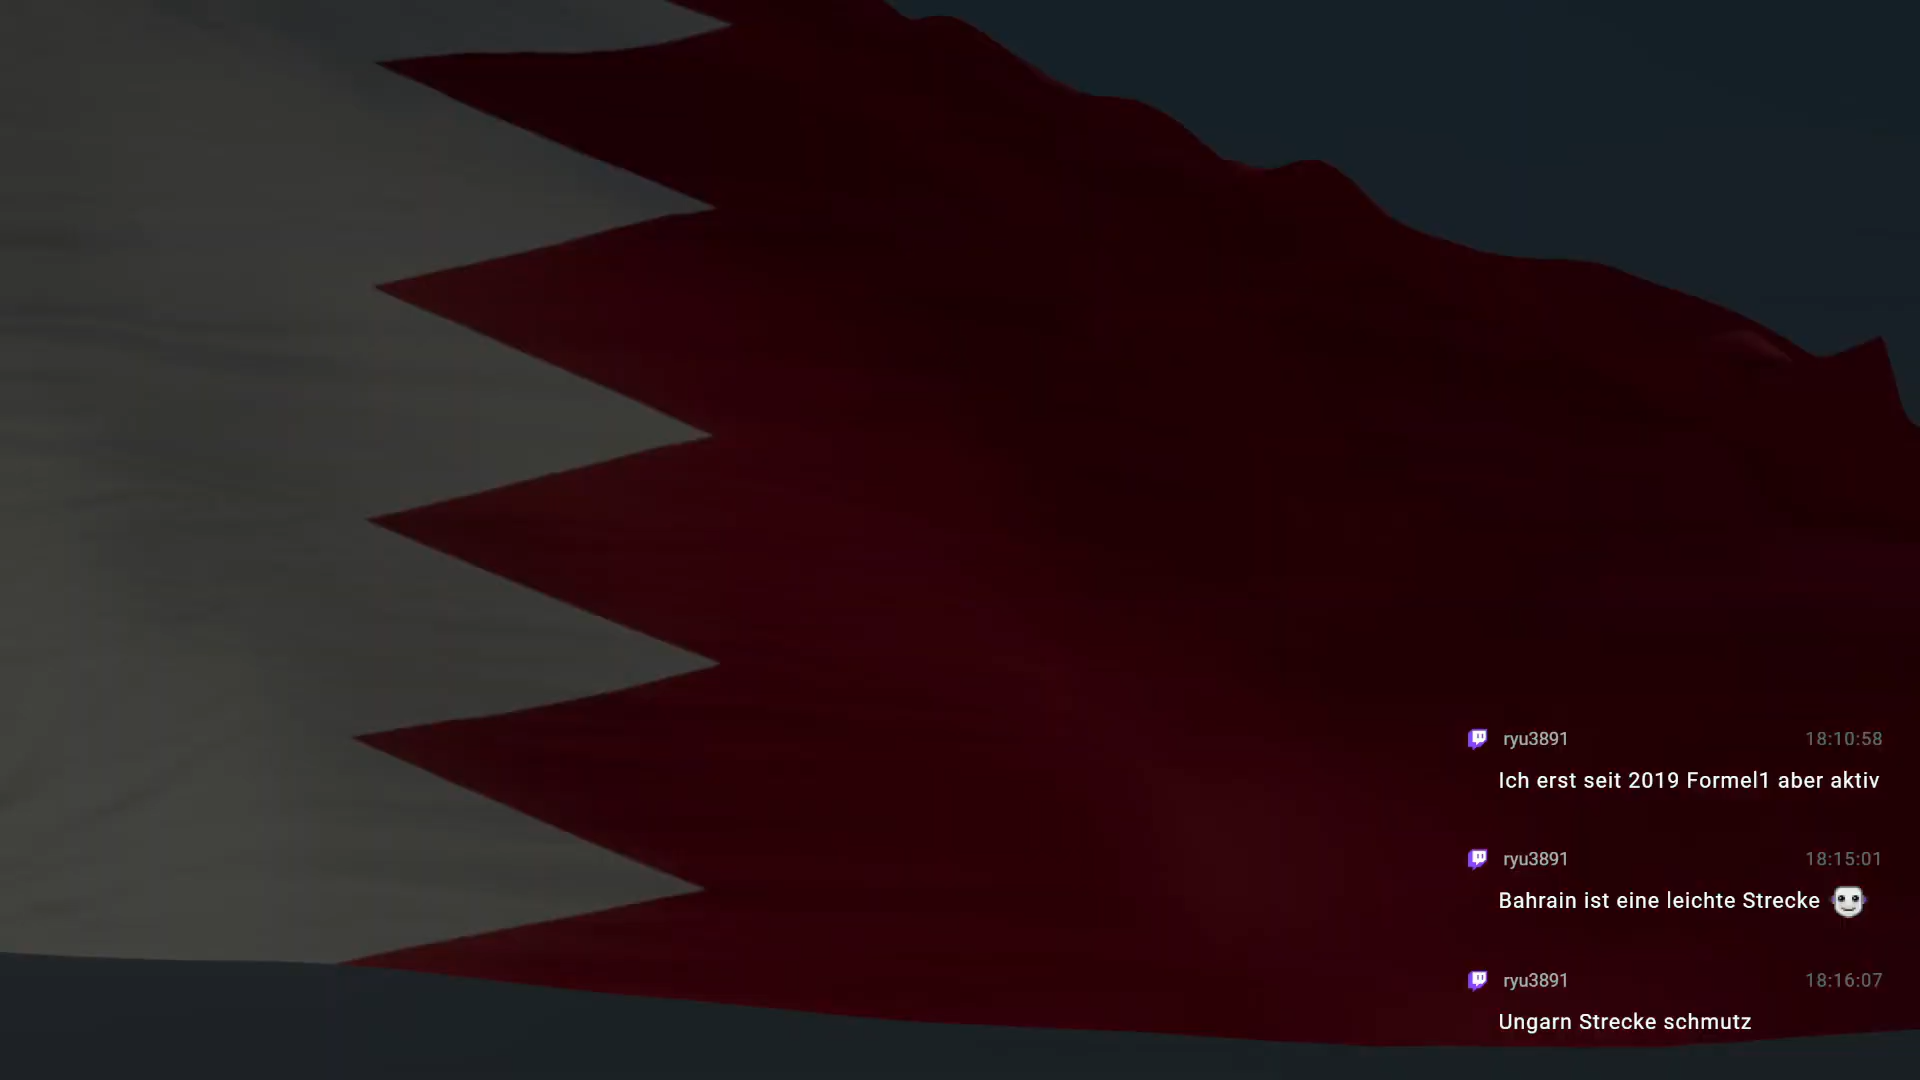 ryu3891 18:10:58
Ich erst seit 2019 Formel1 aber aktiv
ryu3891 18:15:01
Bahrain ist eine leichte Strecke
ryu3891 18:16:07
Ungarn Strecke schmutz